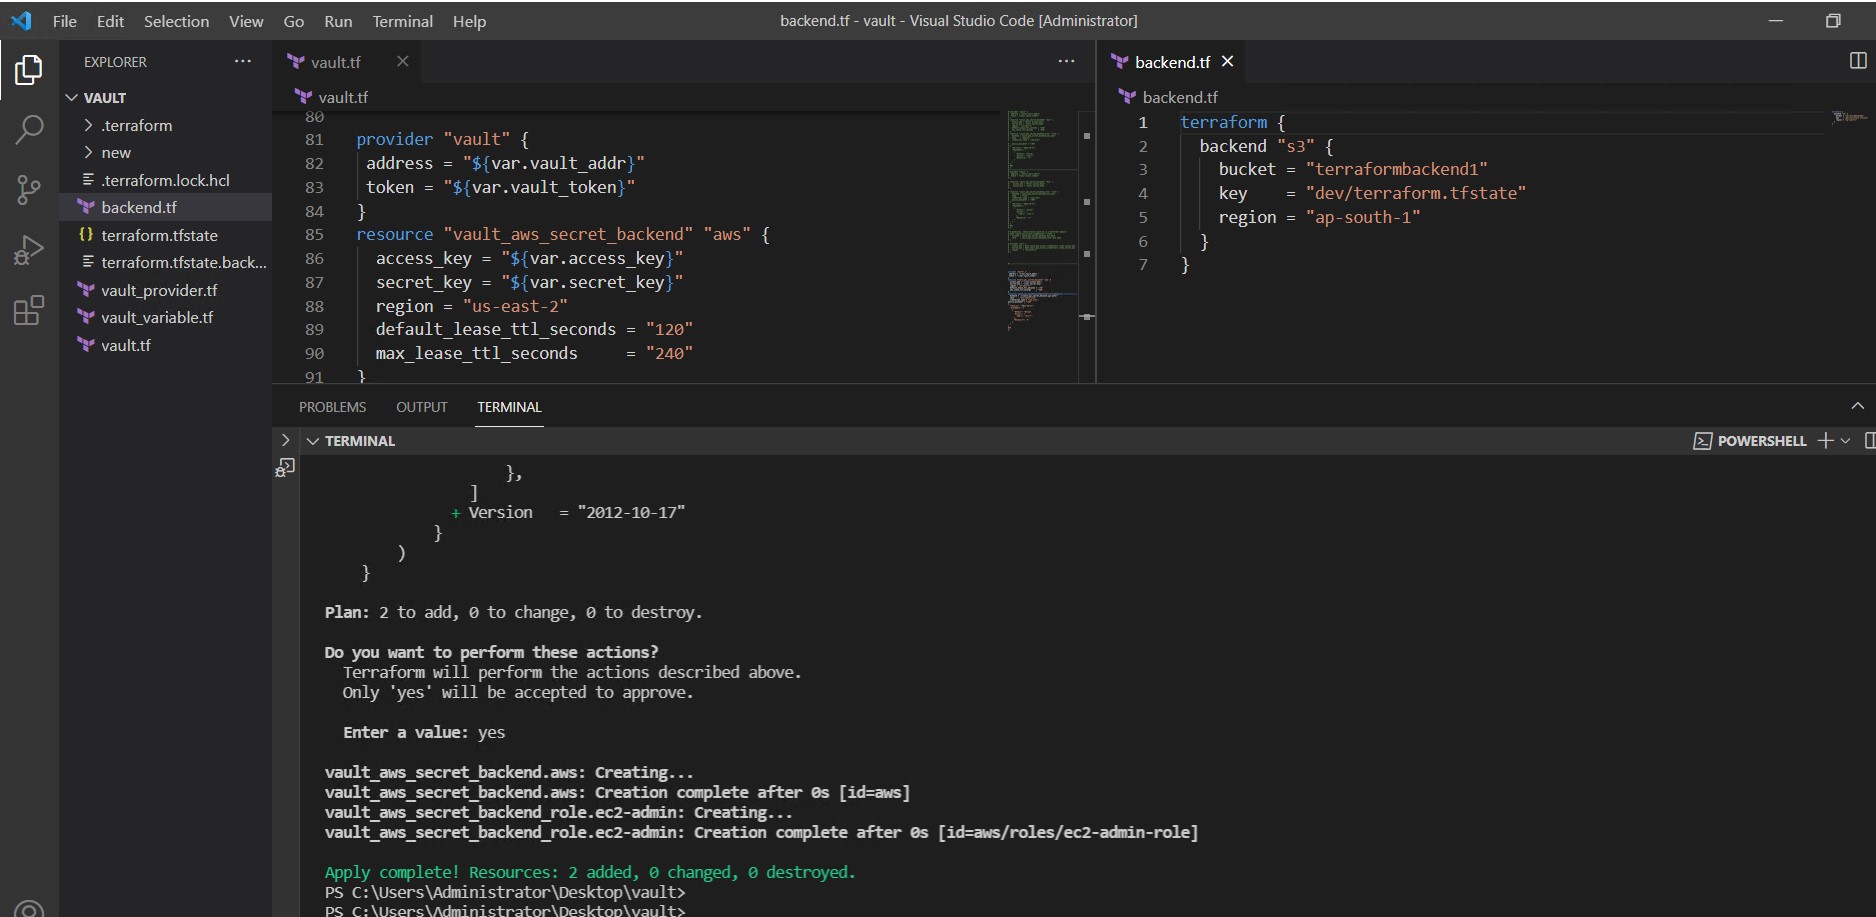 File Edit Selection View Go Run Terminal Help
backend.tf - vault - Visual Studio Code [Administrator]
EXPLORER
VAULT
.terraform
new
.terraform.lock.hcl
backend.tf
terraform.tfstate
terraform.tfstate.back...
vault_provider.tf
vault_variable.tf
vault.tf
vault.tf
vault.tf
80
81 provider "vault" {
82 address = "${var.vault_addr}"
83 token = "${var.vault_token}"
84 }
85 resource "vault_aws_secret_backend" "aws" {
86 access_key = "${var.access_key}"
87 secret_key = "${var.secret_key}"
88 region = "us-east-2"
89 default_lease_ttl_seconds = "120"
90 max_lease_ttl_seconds     = "240"
91 }
backend.tf
backend.tf
1 terraform {
2 backend "s3" {
3 bucket = "terraformbackend1"
4 key    = "dev/terraform.tfstate"
5 region = "ap-south-1"
6 }
7 }
PROBLEMS OUTPUT TERMINAL
TERMINAL
POWERSHELL
},
]
+ Version   = "2012-10-17"
}
)
}
Plan: 2 to add, 0 to change, 0 to destroy.
Do you want to perform these actions?
Terraform will perform the actions described above.
Only 'yes' will be accepted to approve.
Enter a value: yes
vault_aws_secret_backend.aws: Creating...
vault_aws_secret_backend.aws: Creation complete after 0s [id=aws]
vault_aws_secret_backend_role.ec2-admin: Creating...
vault_aws_secret_backend_role.ec2-admin: Creation complete after 0s [id=aws/roles/ec2-admin-role]
Apply complete! Resources: 2 added, 0 changed, 0 destroyed.
PS C:\Users\Administrator\Desktop\vault>
PS C:\Users\Administrator\Desktop\vault>